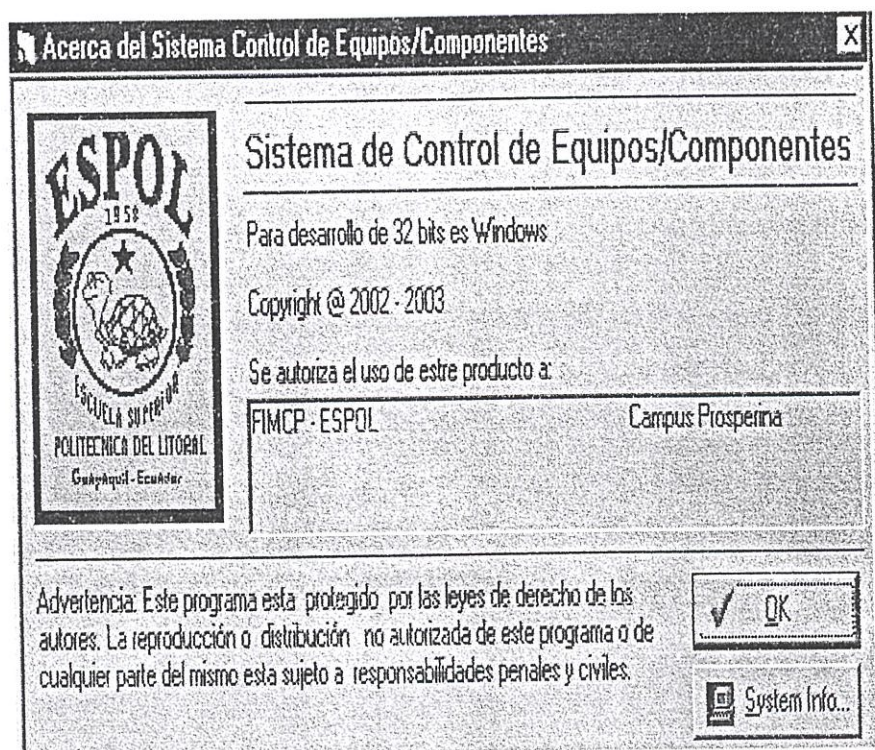 Acerca del Sistema Control de Equipos/Componentes X
ESPOL
1958
ESCUELA SUPERIOR
POLITECNICA DEL LITORAL
Guayaquil - Ecuador
Sistema de Control de Equipos/Componentes
Para desarrollo de 32 bits es Windows
Copyright @ 2002 - 2003
Se autoriza el uso de estre producto a:
FIMCP - ESPOL Campus Prosperina
Advertencia: Este programa esta protegido por las leyes de derecho de los
autores. La reproducción o distribución no autorizada de este programa o de
cualquier parte del mismo esta sujeto a responsabilidades penales y civiles.
OK
System Info...